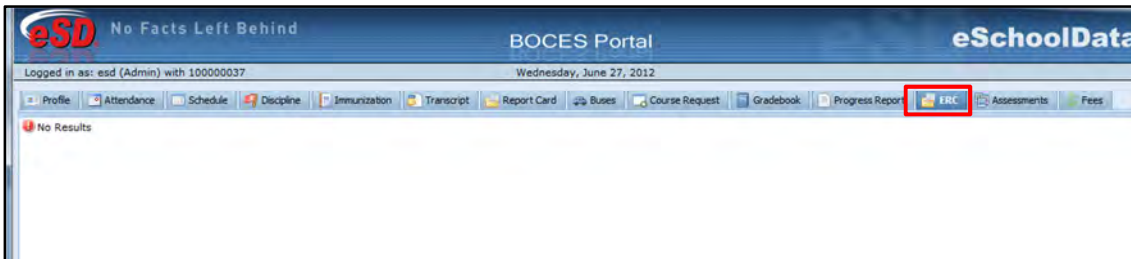 eSD No Facts Left Behind BOCES Portal eSchoolData
Logged in as: esd (Admin) with 100000037 Wednesday, June 27, 2012
Profile Attendance Schedule Discipline Immunization Transcript Report Card Buses Course Request Gradebook Progress Report ERC Assessments Fees
No Results